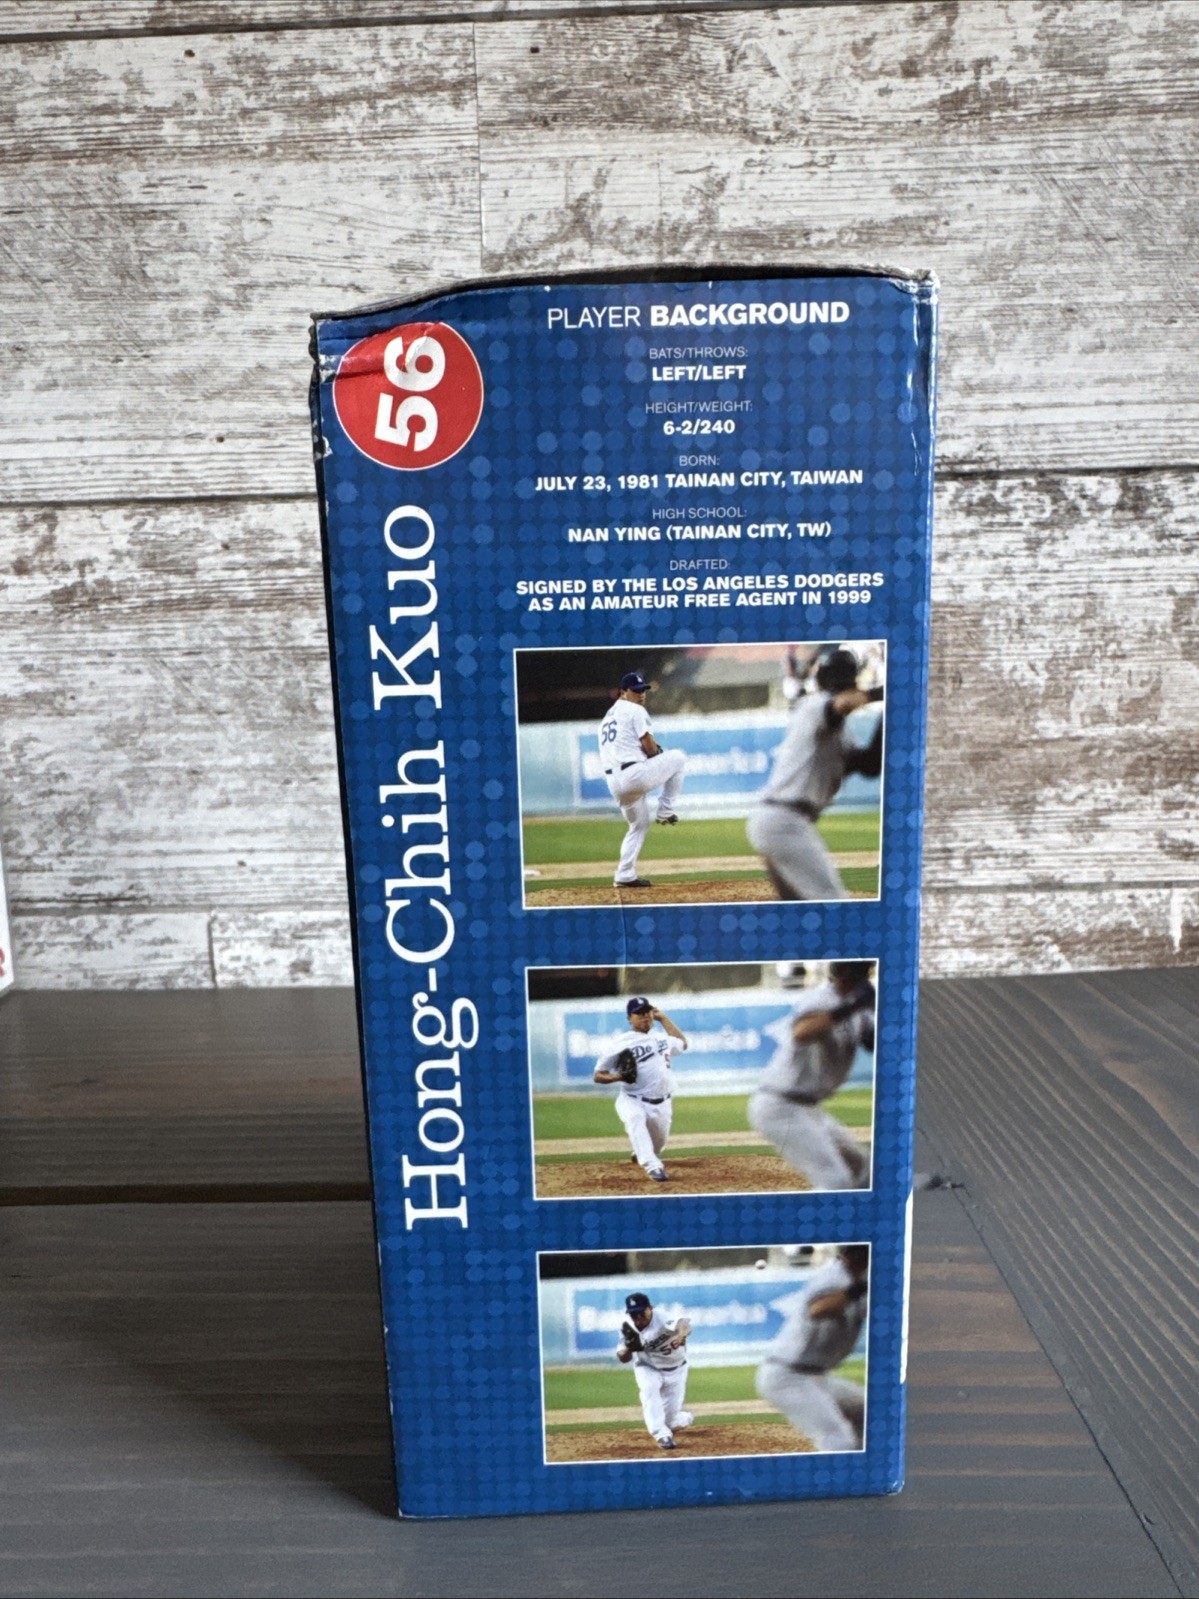 56
Hong-Chih Kuo
PLAYER BACKGROUND
BATS/THROWS:
LEFT/LEFT
HEIGHT/WEIGHT:
6-2/240
BORN:
JULY 23, 1981 TAINAN CITY, TAIWAN
HIGH SCHOOL:
NAN YING (TAINAN CITY, TW)
DRAFTED:
SIGNED BY THE LOS ANGELES DODGERS
AS AN AMATEUR FREE AGENT IN 1999
56
56